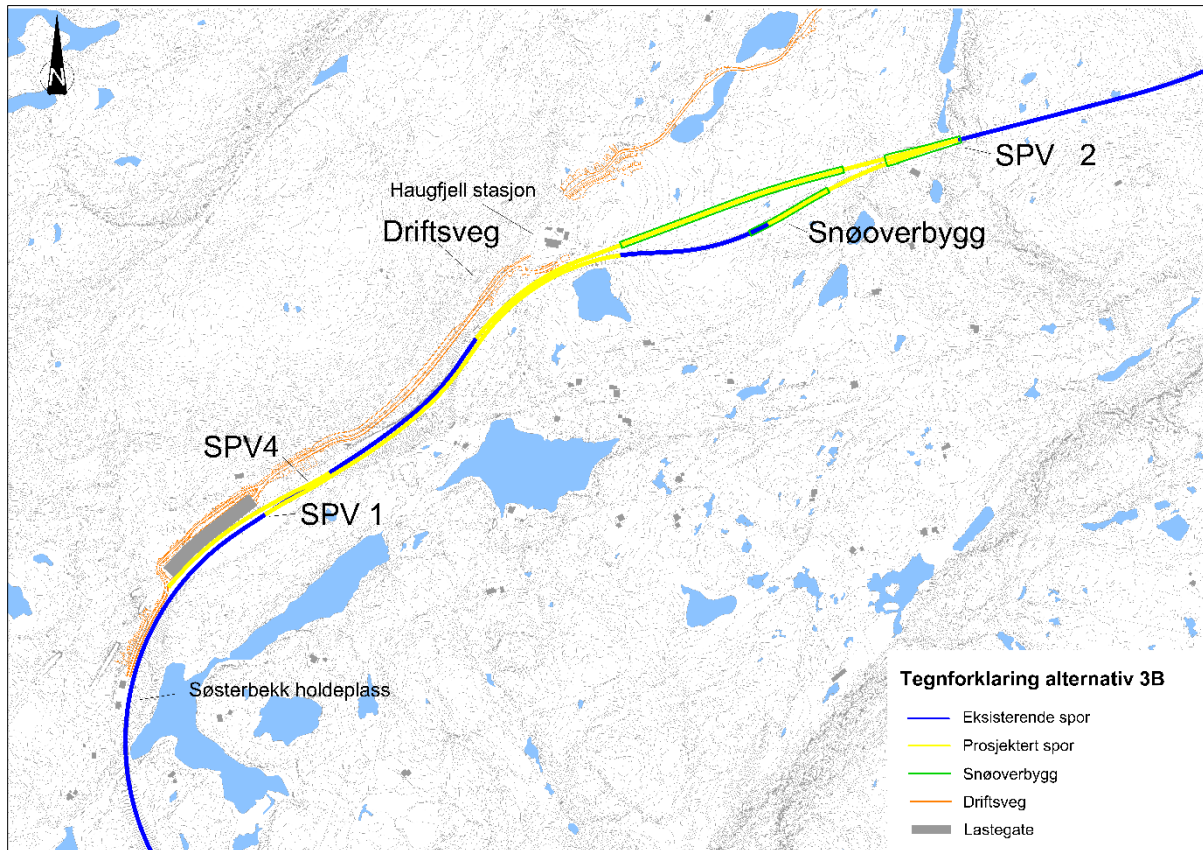 N
SPV 2
Haugfjell stasjon
Driftsveg
Snøoverbygg
SPV4
SPV 1
Søsterbekk holdeplass
Tegnforklaring alternativ 3B
Eksisterende spor
Prosjektert spor
Snøoverbygg
Driftsveg
Lastegate